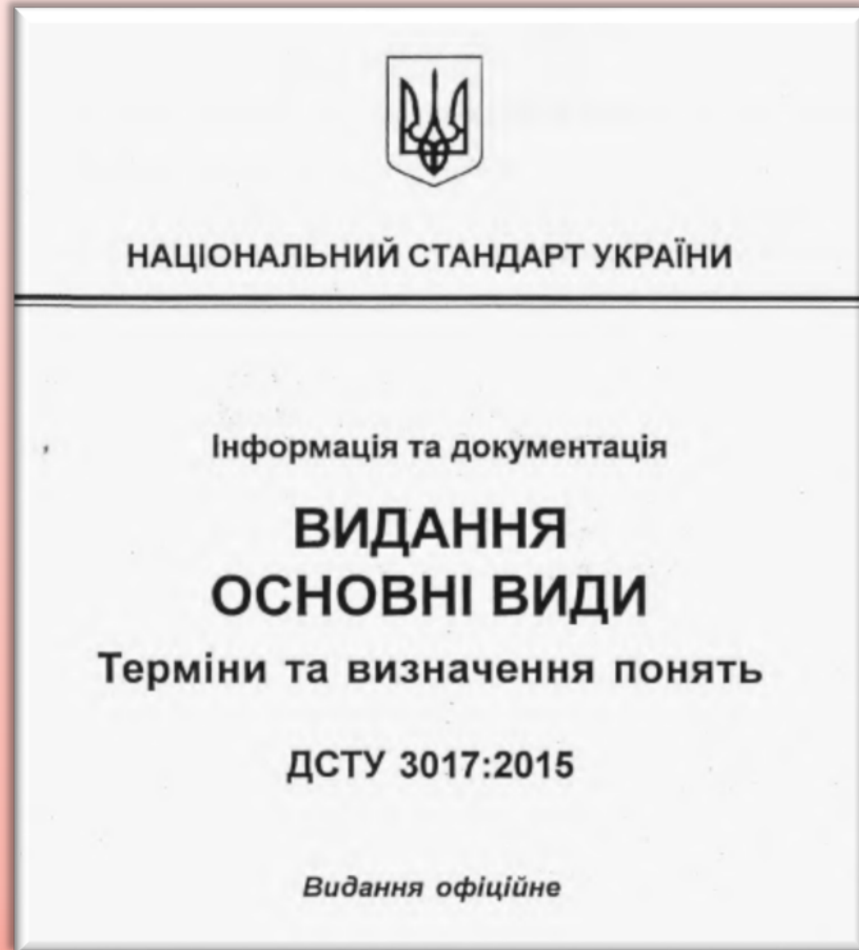 НАЦІОНАЛЬНИЙ СТАНДАРТ УКРАЇНИ
Інформація та документація
ВИДАННЯ
ОСНОВНІ ВИДИ
Терміни та визначення понять
ДСТУ 3017:2015
Видання офіційне